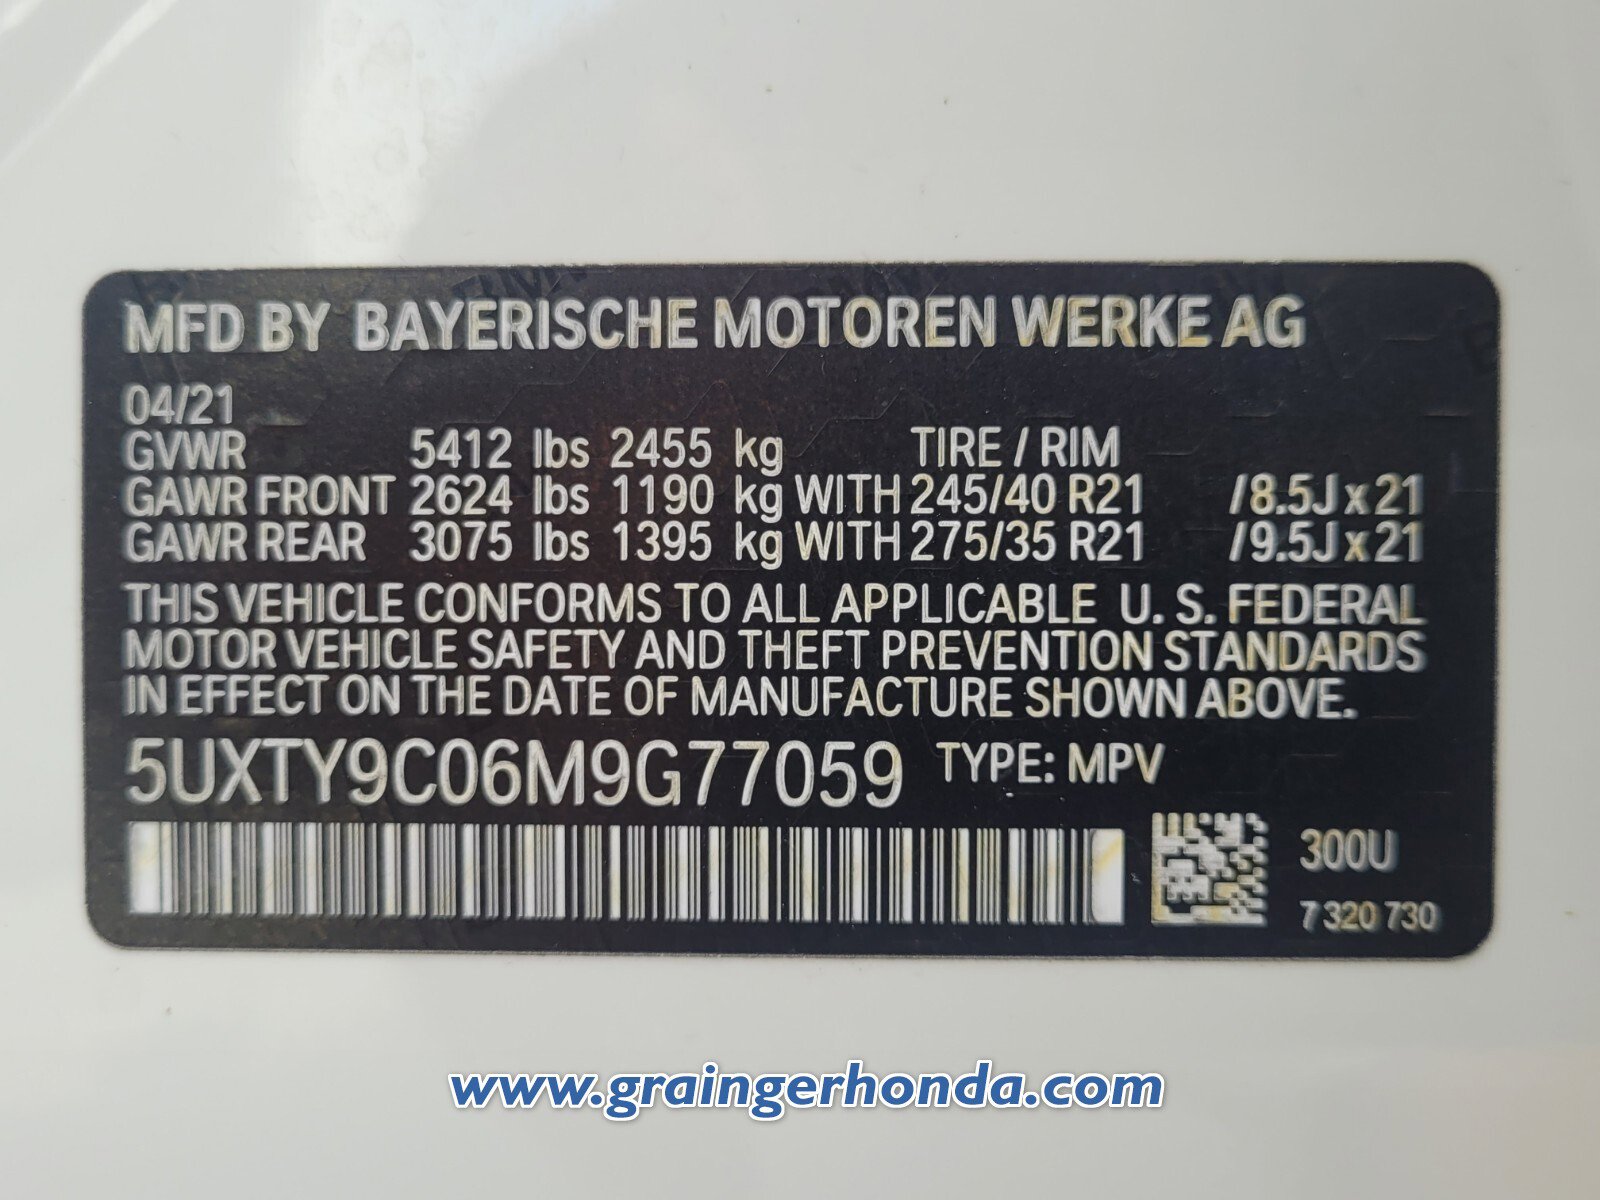 MFD BY BAYERISCHE MOTOREN WERKE AG
04/21
GVWR 5412 lbs 2455 kg TIRE / RIM
GAWR FRONT 2624 lbs 1190 kg WITH 245/40 R21 /8.5J x 21
GAWR REAR 3075 lbs 1395 kg WITH 275/35 R21 /9.5J x 21
THIS VEHICLE CONFORMS TO ALL APPLICABLE U. S. FEDERAL
MOTOR VEHICLE SAFETY AND THEFT PREVENTION STANDARDS
IN EFFECT ON THE DATE OF MANUFACTURE SHOWN ABOVE.
5UXTY9C06M9G77059 TYPE: MPV
300U
7 320 730
www.graingerhonda.com